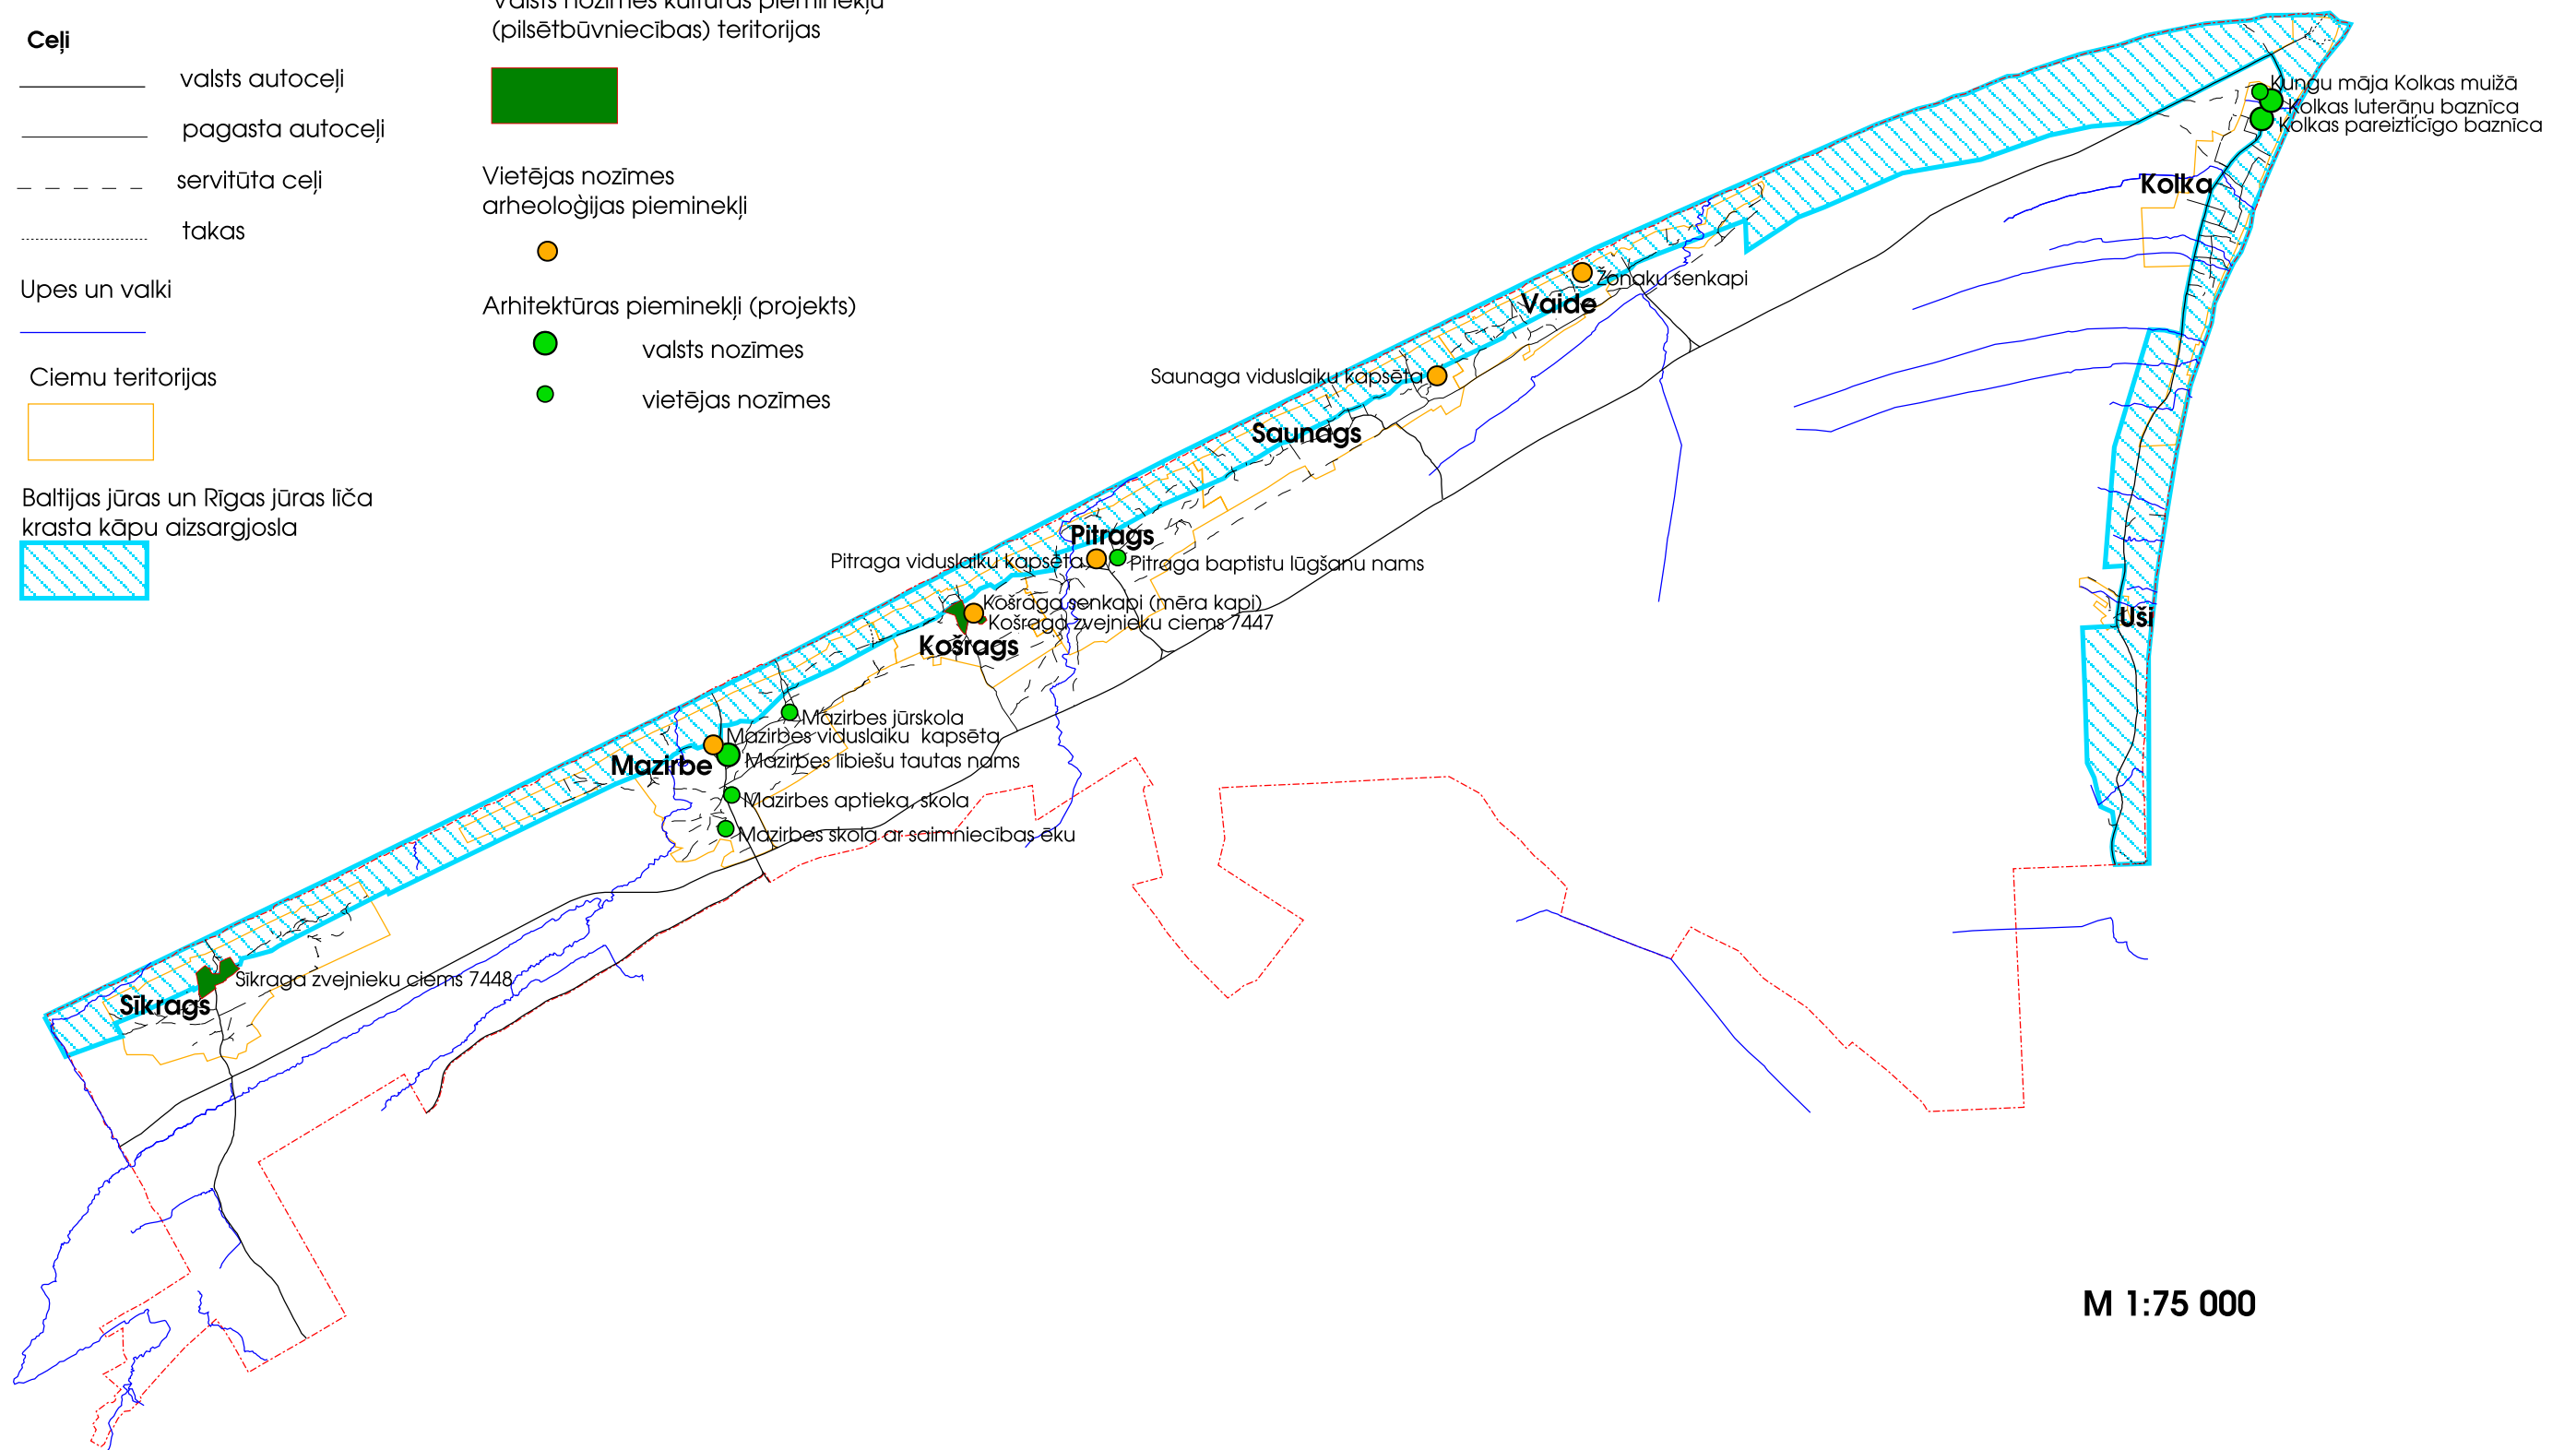 Ceļi
valsts autoceļi
pagasta autoceļi
servitūta ceļi
takas
Upes un valki
Ciemu teritorijas
Baltijas jūras un Rīgas jūras līča
krasta kāpu aizsargjosla
Valsts nozīmes kultūras pieminekļu
(pilsētbūvniecības) teritorijas
Vietējas nozīmes
arheoloģijas pieminekļi
Arhitektūras pieminekļi (projekts)
valsts nozīmes
vietējas nozīmes
Kungu māja Kolkas muižā
Kolkas luterāņu baznīca
Kolkas pareizticīgo baznīca
Kolka
Žonaku senkapi
Vaide
Saunaga viduslaiku kapsēta
Saunags
Pitrags
Pitraga viduslaiku kapsēta
Pitraga baptistu lūgšanu nams
Košraga senkapi (mēra kapi)
Košraga zvejnieku ciems 7447
Košrags
Uši
Mazirbes jūrskola
Mazirbes viduslaiku kapsēta
Mazirbes lībiešu tautas nams
Mazirbe
Mazirbes aptieka, skola
Mazirbes skola ar saimniecības ēku
Sīkraga zvejnieku ciems 7448
Sīkrags
M 1:75 000